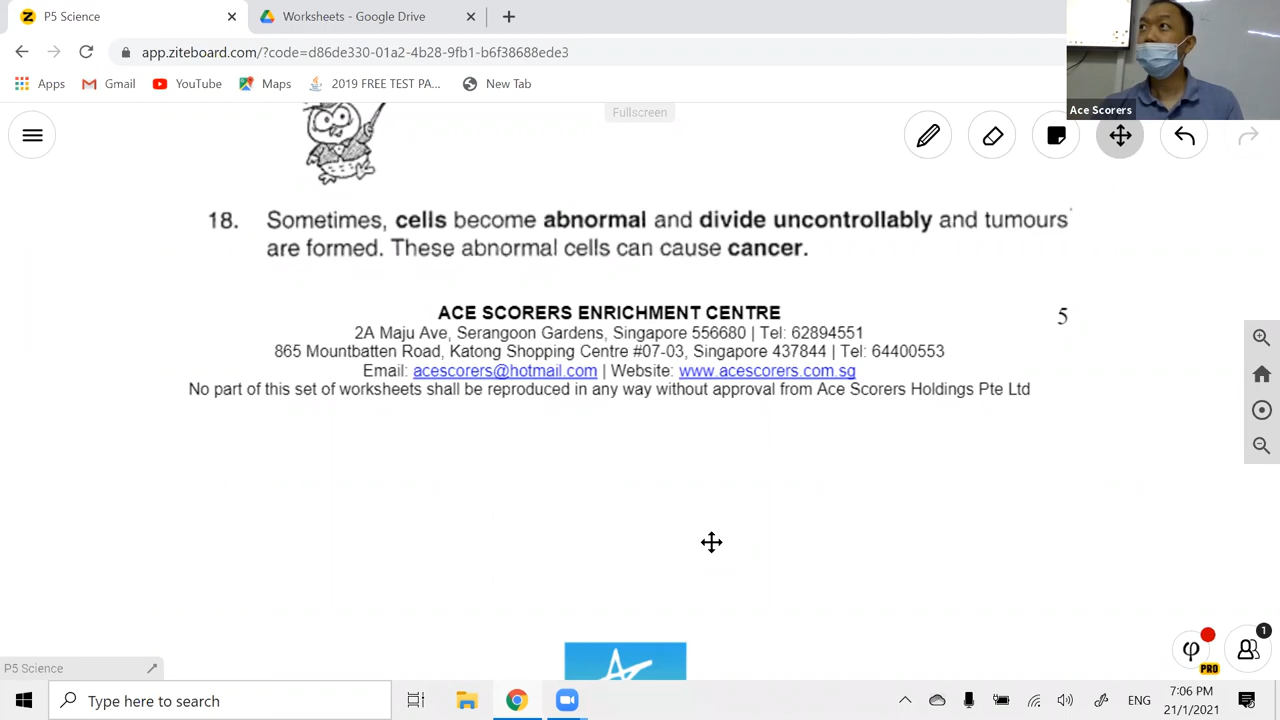 P5 Science
Worksheets - Google Drive
app.ziteboard.com/?code=d86de330c01a2-4b28-9fb1-b6f38688ede3
Apps
Gmail
YouTube
Maps
2019 FREE TEST PA...
New Tab
Ace Scorers
Fullscreen
18. Sometimes, cells become abnormal and divide uncontrollably and tumours
are formed. These abnormal cells can cause cancer.
ACE SCORERS ENRICHMENT CENTRE
5
2A Maju Ave, Serangoon Gardens, Singapore 556680 | Tel: 62894551
865 Mountbatten Road, Katong Shopping Centre #07-03, Singapore 437844 | Tel: 64400553
Email: acescorers@hotmail.com | Website: www.acescorers.com.sg
No part of this set of worksheets shall be reproduced in any way without approval from Ace Scorers Holdings Pte Ltd
1
φ
PRO
P5 Science
Type here to search
ENG
7:06 PM
21/1/2021